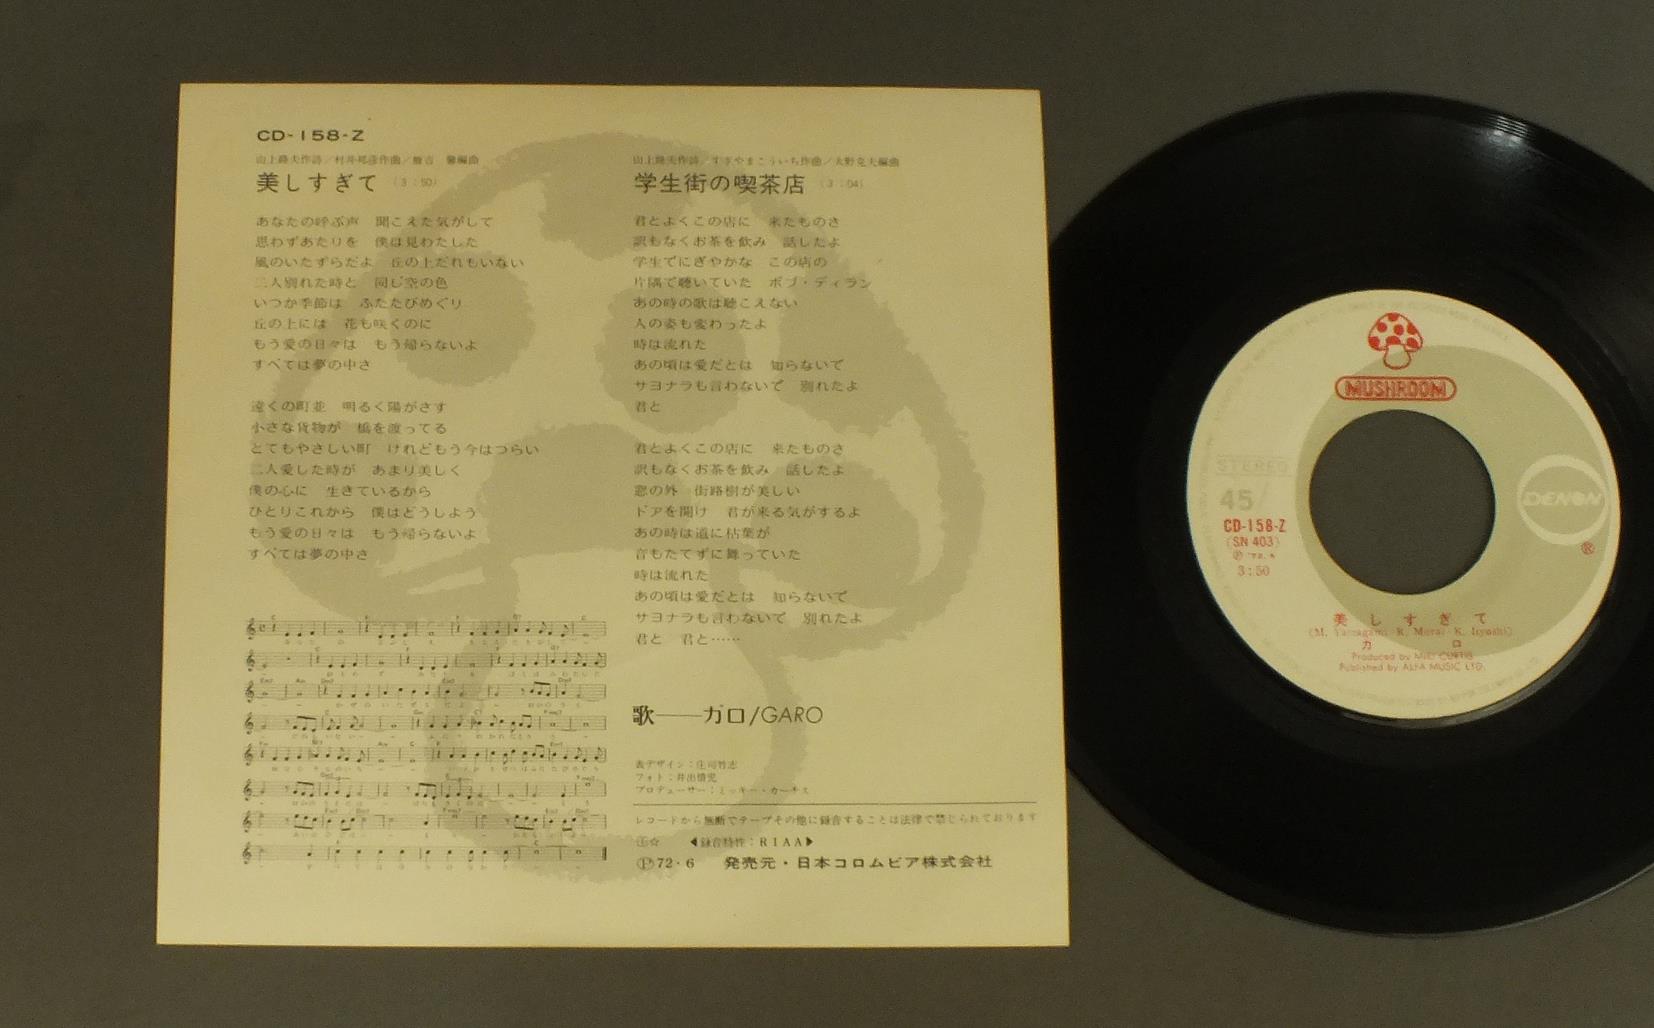 CD-158-Z
山上路夫作詩／村井邦彦作曲／飯吉　馨編曲
美しすぎて （3：50）
あなたの呼ぶ声　聞こえた気がして
思わずあたりを　僕は見わたした
風のいたずらだよ　丘の上だれもいない
二人別れた時と　同じ空の色
いつか季節は　ふたたびめぐり
丘の上には　花も咲くのに
もう愛の日々は　もう帰らないよ
すべては夢の中さ
遠くの町並　明るく陽がさす
小さな貨物が　橋を渡ってる
とてもやさしい町　けれどもう今はつらい
二人愛した時が　あまり美しく
僕の心に　生きているから
ひとりこれから　僕はどうしよう
もう愛の日々は　もう帰らないよ
すべては夢の中さ
山上路夫作詩／すぎやまこういち作曲／大野克夫編曲
学生街の喫茶店 （3：04）
君とよくこの店に　来たものさ
訳もなくお茶を飲み　話したよ
学生でにぎやかな　この店の
片隅で聴いていた　ボブ・ディラン
あの時の歌は聴こえない
人の姿も変わったよ
時は流れた
あの頃は愛だとは　知らないで
サヨナラも言わないで　別れたよ
君と
君とよくこの店に　来たものさ
訳もなくお茶を飲み　話したよ
窓の外　街路樹が美しい
ドアを開け　君が来る気がするよ
あの時は道に枯葉が
音もたてずに舞っていた
時は流れた
あの頃は愛だとは　知らないで
サヨナラも言わないで　別れたよ
君と　君と……
歌──ガロ/GARO
表デザイン：庄司竹志
フォト：井出情児
プロデューサー：ミッキー・カーチス
レコードから無断でテープその他に録音することは法律で禁じられております
◀録音特性：RIAA▶
Ⓟ72・6　発売元・日本コロムビア株式会社
MUSHROOM
STEREO
45/
DENON
CD-158-Z
(SN 403)
Ⓟ '72. 6
3:50
®
美しすぎて
(M. Yamagami - K. Murai - K. Iiyoshi)
ガロ
Produced by MIKI CURTIS
Published by ALFA MUSIC LTD.